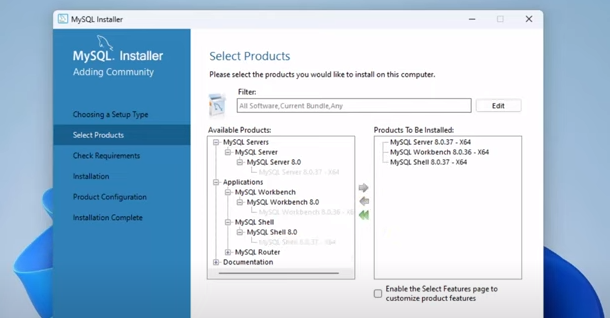 MySQL Installer
MySQL. Installer
Adding Community
Choosing a Setup Type
Select Products
Check Requirements
Installation
Product Configuration
Installation Complete
Select Products
Please select the products you would like to install on this computer.
Filter:
All Software,Current Bundle,Any
Edit
Available Products:
MySQL Servers
MySQL Server
MySQL Server 8.0
MySQL Server 8.0.37 - X64
Applications
MySQL Workbench
MySQL Workbench 8.0
MySQL Workbench 8.0.36 - X
MySQL Shell
MySQL Shell 8.0
MySQL Shell 8.0.37 - X64
MySQL Router
Documentation
Products To Be Installed:
MySQL Server 8.0.37 - X64
MySQL Workbench 8.0.36 - X64
MySQL Shell 8.0.37 - X64
Enable the Select Features page to
customize product features